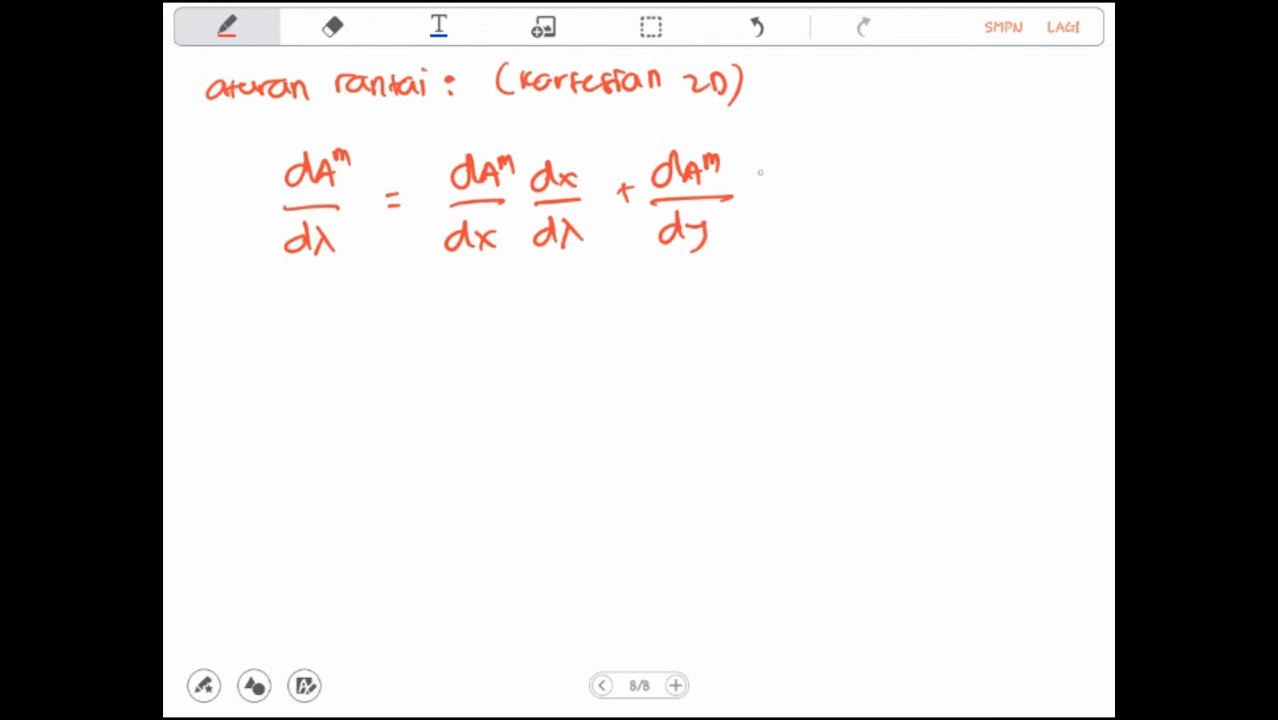 T SMPN LAGI
aturan rantai : (kartesian 2D)
dA^m/dλ = dA^m/dx dx/dλ + dA^m/dy
8/8